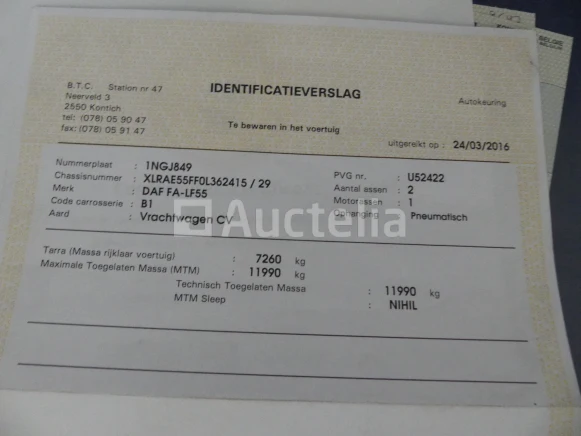 B.T.C. Station nr 47
Neerveld 3
2550 Kontich
tel: (078) 05 90 47
fax: (078) 05 91 47
IDENTIFICATIEVERSLAG
Autokeuring
Te bewaren in het voertuig
uitgereikt op : 24/03/2016
Nummerplaat : 1NGJ849
Chassisnummer : XLRAE55FF0L362415 / 29
Merk : DAF FA-LF55
Code carrosserie : B1
Aard : Vrachtwagen CV
PVG nr. : U52422
Aantal assen : 2
Motorassen : 1
Ophanging : Pneumatisch
Auctelia
Tarra (Massa rijklaar voertuig) : 7260 kg
Maximale Toegelaten Massa (MTM) : 11990 kg
Technisch Toegelaten Massa : 11990 kg
MTM Sleep : NIHIL